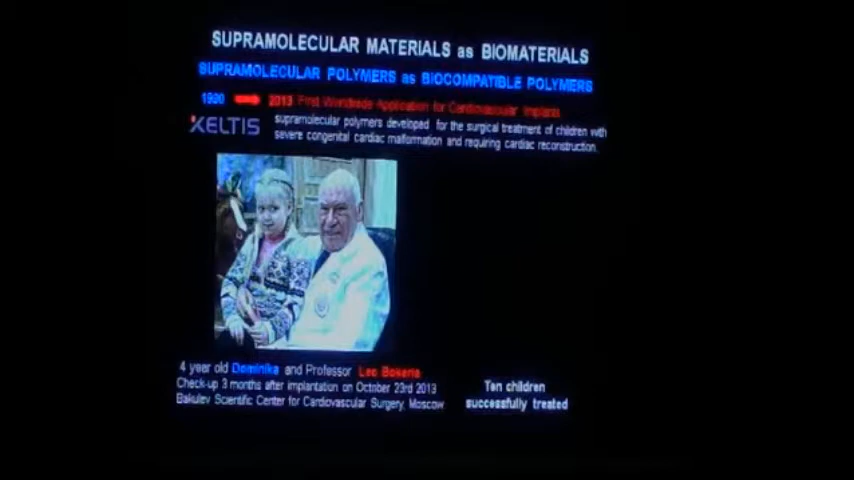 SUPRAMOLECULAR MATERIALS as BIOMATERIALS
SUPRAMOLECULAR POLYMERS as BIOCOMPATIBLE POLYMERS
1990 2013 First Worldwide Application for Cardiovascular Implants
XELTIS
supramolecular polymers developed for the surgical treatment of children with
severe congenital cardiac malformation and requiring cardiac reconstruction.
4 year old Dominika and Professor Leo Bokeria
Check-up 3 months after implantation on October 23rd 2013
Bakulev Scientific Center for Cardiovascular Surgery, Moscow
Ten children
successfully treated